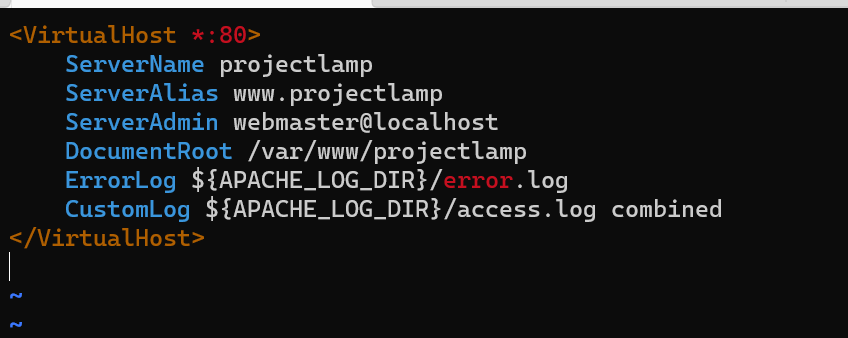 <VirtualHost *:80>
    ServerName projectlamp
    ServerAlias www.projectlamp
    ServerAdmin webmaster@localhost
    DocumentRoot /var/www/projectlamp
    ErrorLog ${APACHE_LOG_DIR}/error.log
    CustomLog ${APACHE_LOG_DIR}/access.log combined
</VirtualHost>
~
~